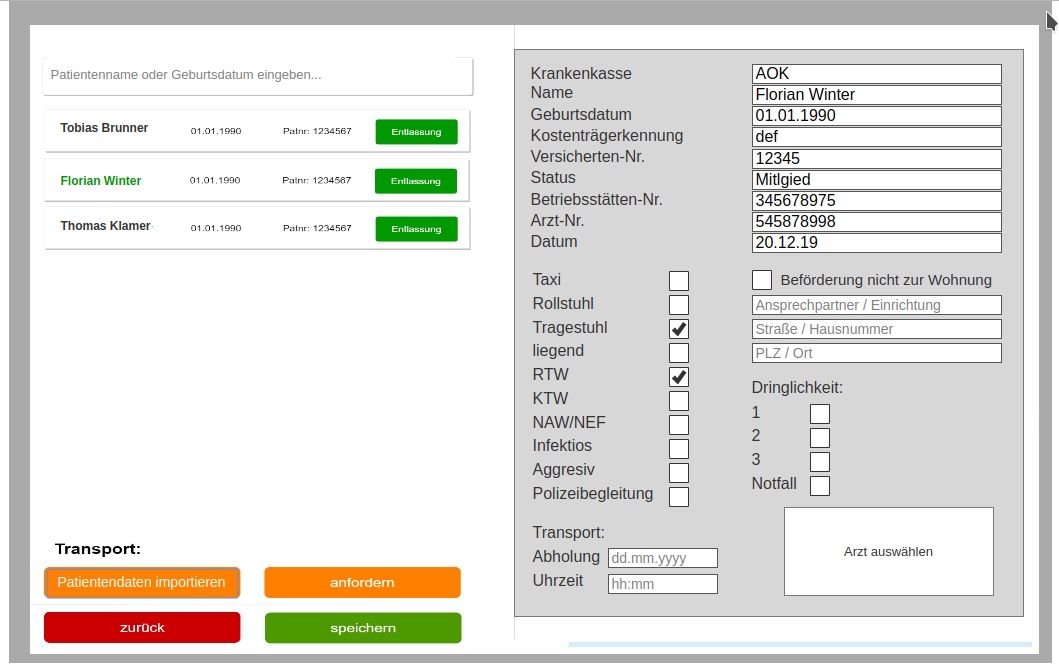 Patientenname oder Geburtsdatum eingeben...
Tobias Brunner 01.01.1990 Patnr: 1234567 Entlassung
Florian Winter 01.01.1990 Patnr: 1234567 Entlassung
Thomas Klamer 01.01.1990 Patnr: 1234567 Entlassung
Transport:
Patientendaten importieren anfordern
zurück speichern
Krankenkasse AOK
Name Florian Winter
Geburtsdatum 01.01.1990
Kostenträgerkennung def
Versicherten-Nr. 12345
Status Mitlgied
Betriebsstätten-Nr. 345678975
Arzt-Nr. 545878998
Datum 20.12.19
Taxi
Rollstuhl
Tragestuhl
liegend
RTW
KTW
NAW/NEF
Infektios
Aggresiv
Polizeibegleitung
Beförderung nicht zur Wohnung
Ansprechpartner / Einrichtung
Straße / Hausnummer
PLZ / Ort
Dringlichkeit:
1
2
3
Notfall
Transport:
Abholung dd.mm.yyyy
Uhrzeit hh:mm
Arzt auswählen